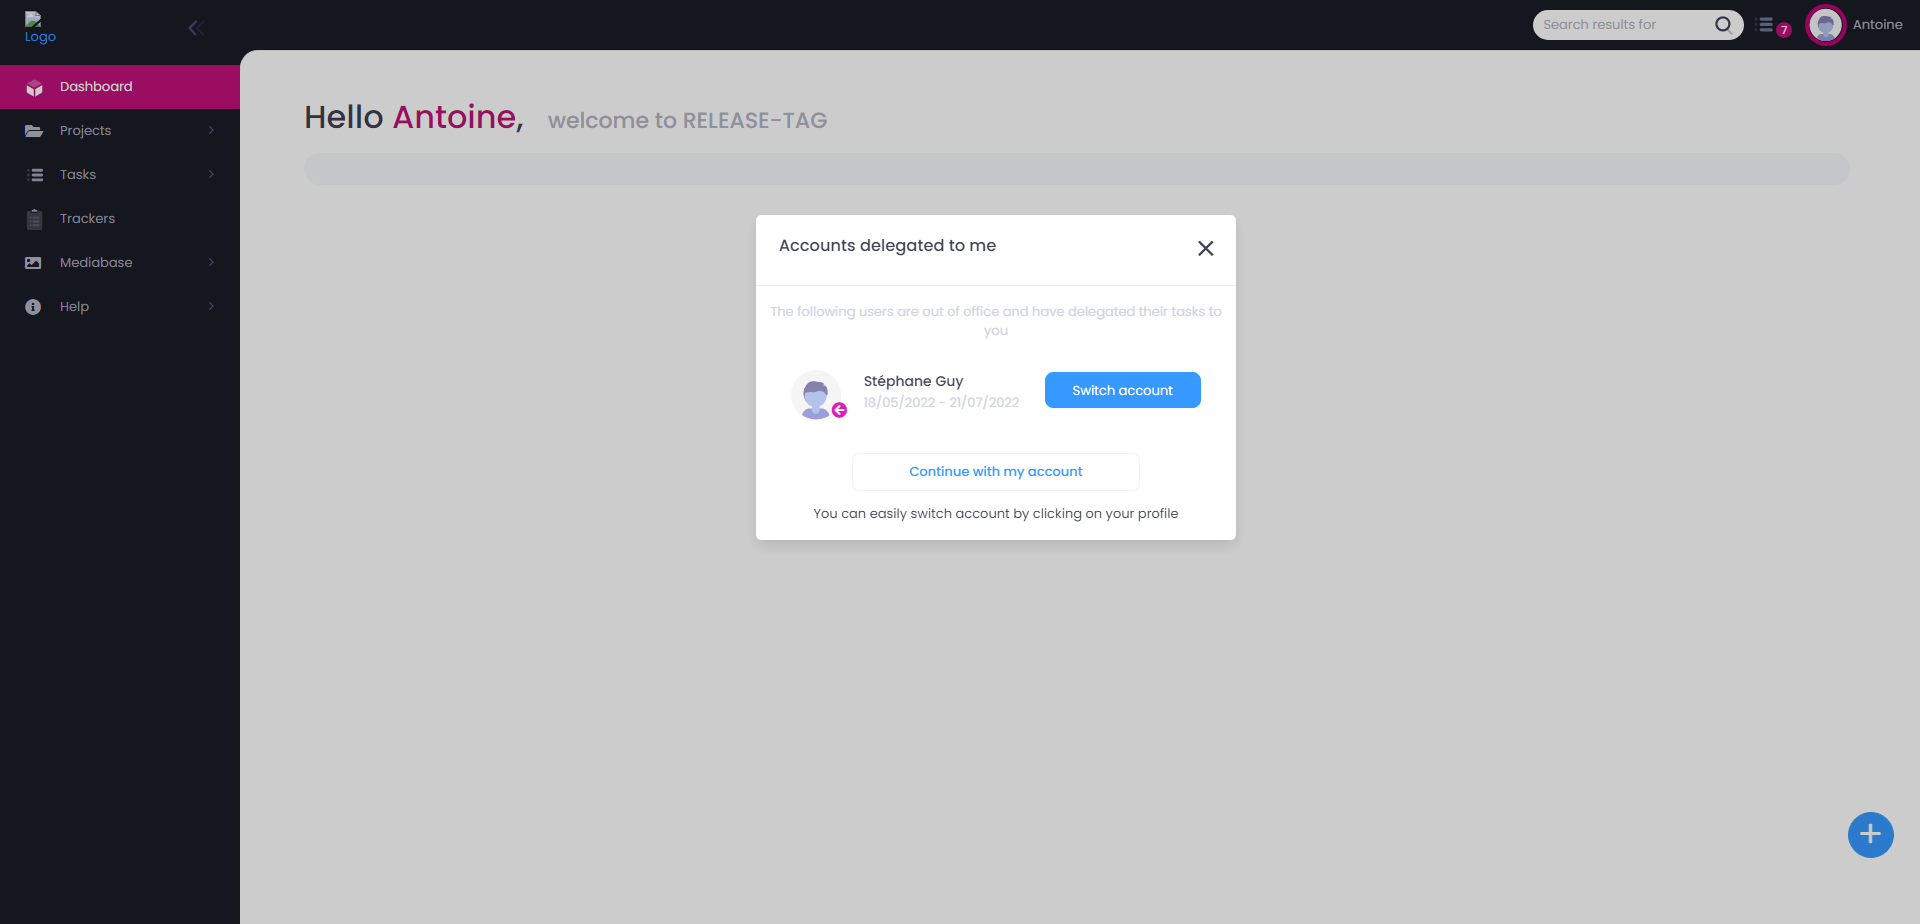 Logo
Search results for
7
Antoine
Dashboard
Projects
Tasks
Trackers
Mediabase
Help
Hello Antoine, welcome to RELEASE-TAG
Accounts delegated to me
The following users are out of office and have delegated their tasks to
you
Stéphane Guy
18/05/2022 - 21/07/2022
Switch account
Continue with my account
You can easily switch account by clicking on your profile